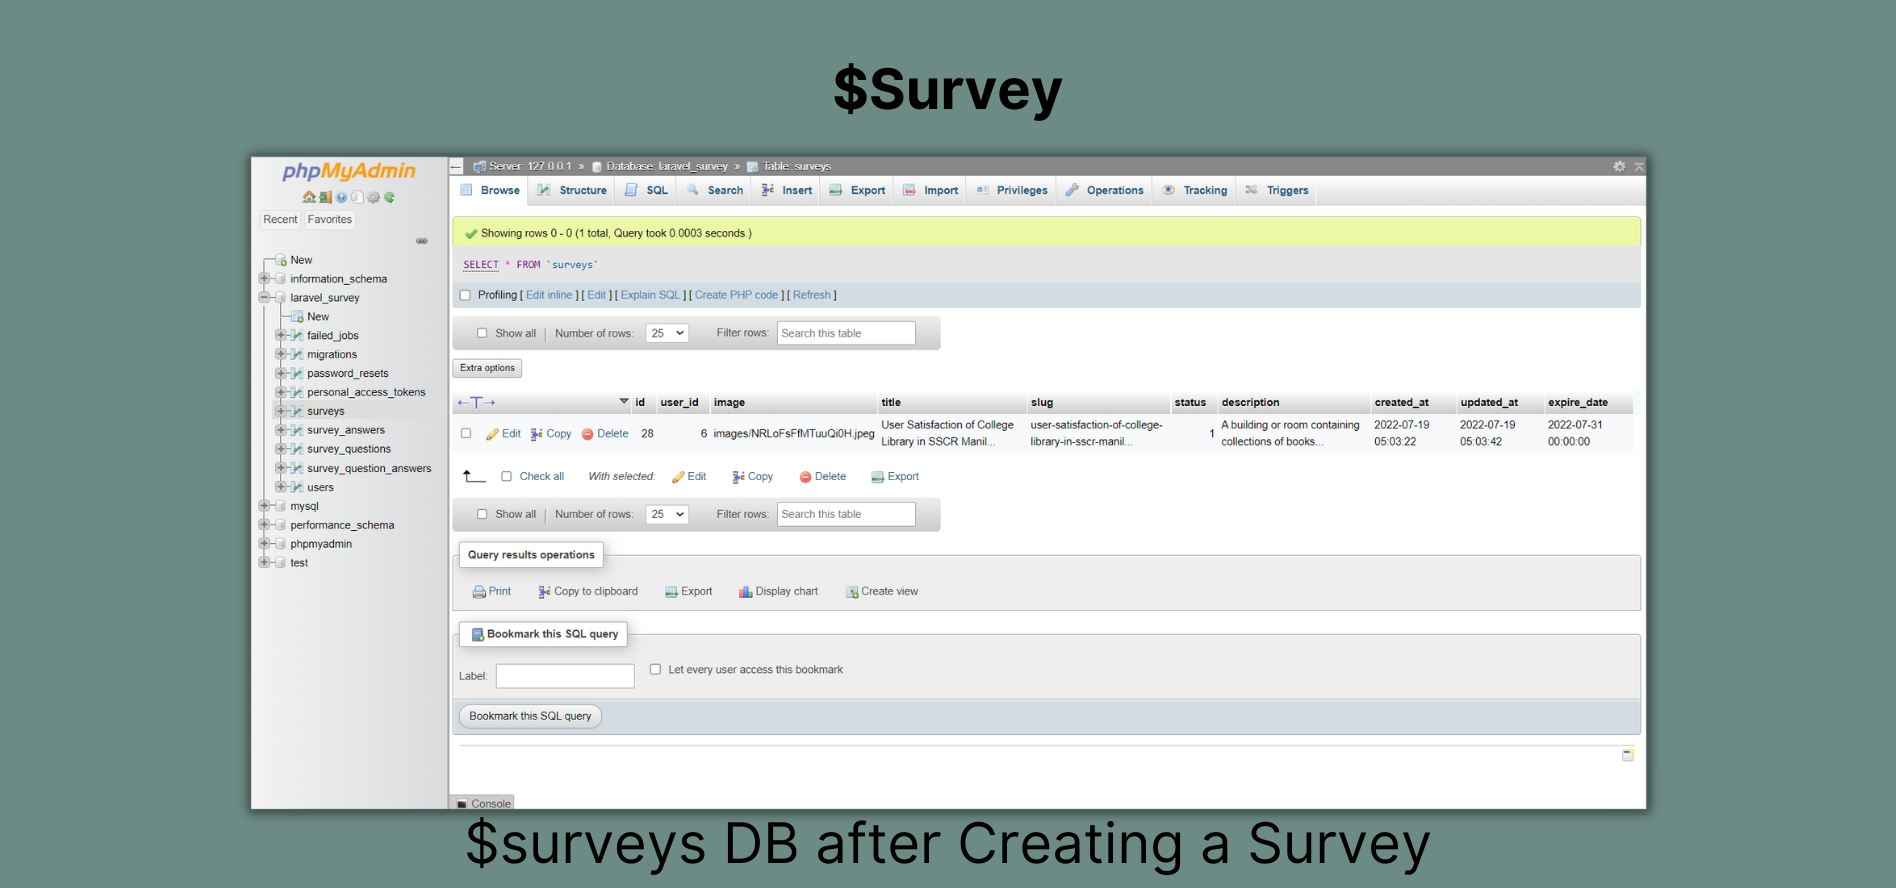 $Survey
phpMyAdmin
Recent Favorites
New
information_schema
laravel_survey
New
failed_jobs
migrations
password_resets
personal_access_tokens
surveys
survey_answers
survey_questions
survey_question_answers
users
mysql
performance_schema
phpmyadmin
test
Server: 127.0.0.1 » Database: laravel_survey » Table: surveys
Browse Structure SQL Search Insert Export Import Privileges Operations Tracking Triggers
Showing rows 0 - 0 (1 total, Query took 0.0003 seconds.)
SELECT * FROM `surveys`
Profiling [ Edit inline ] [ Edit ] [ Explain SQL ] [ Create PHP code ] [ Refresh ]
Show all | Number of rows: 25 Filter rows: Search this table
Extra options
←T→ id user_id image title slug status description created_at updated_at expire_date
Edit Copy Delete 28 6 images/NRLoFsFfMTuuQi0H.jpeg User Satisfaction of College user-satisfaction-of-college- 1 A building or room containing 2022-07-19 2022-07-19 2022-07-31
Library in SSCR Manil... library-in-sscr-manil... collections of books... 05:03:22 05:03:42 00:00:00
Check all With selected: Edit Copy Delete Export
Show all | Number of rows: 25 Filter rows: Search this table
Query results operations
Print Copy to clipboard Export Display chart Create view
Bookmark this SQL query
Label: Let every user access this bookmark
Bookmark this SQL query
Console
$surveys DB after Creating a Survey